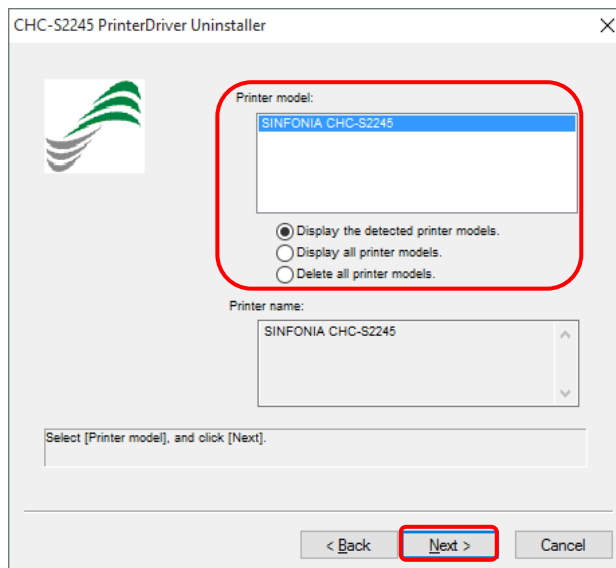 CHC-S2245 PrinterDriver Uninstaller
Printer model:
SINFONIA CHC-S2245
Display the detected printer models.
Display all printer models.
Delete all printer models.
Printer name:
SINFONIA CHC-S2245
Select [Printer model], and click [Next].
< Back Next > Cancel